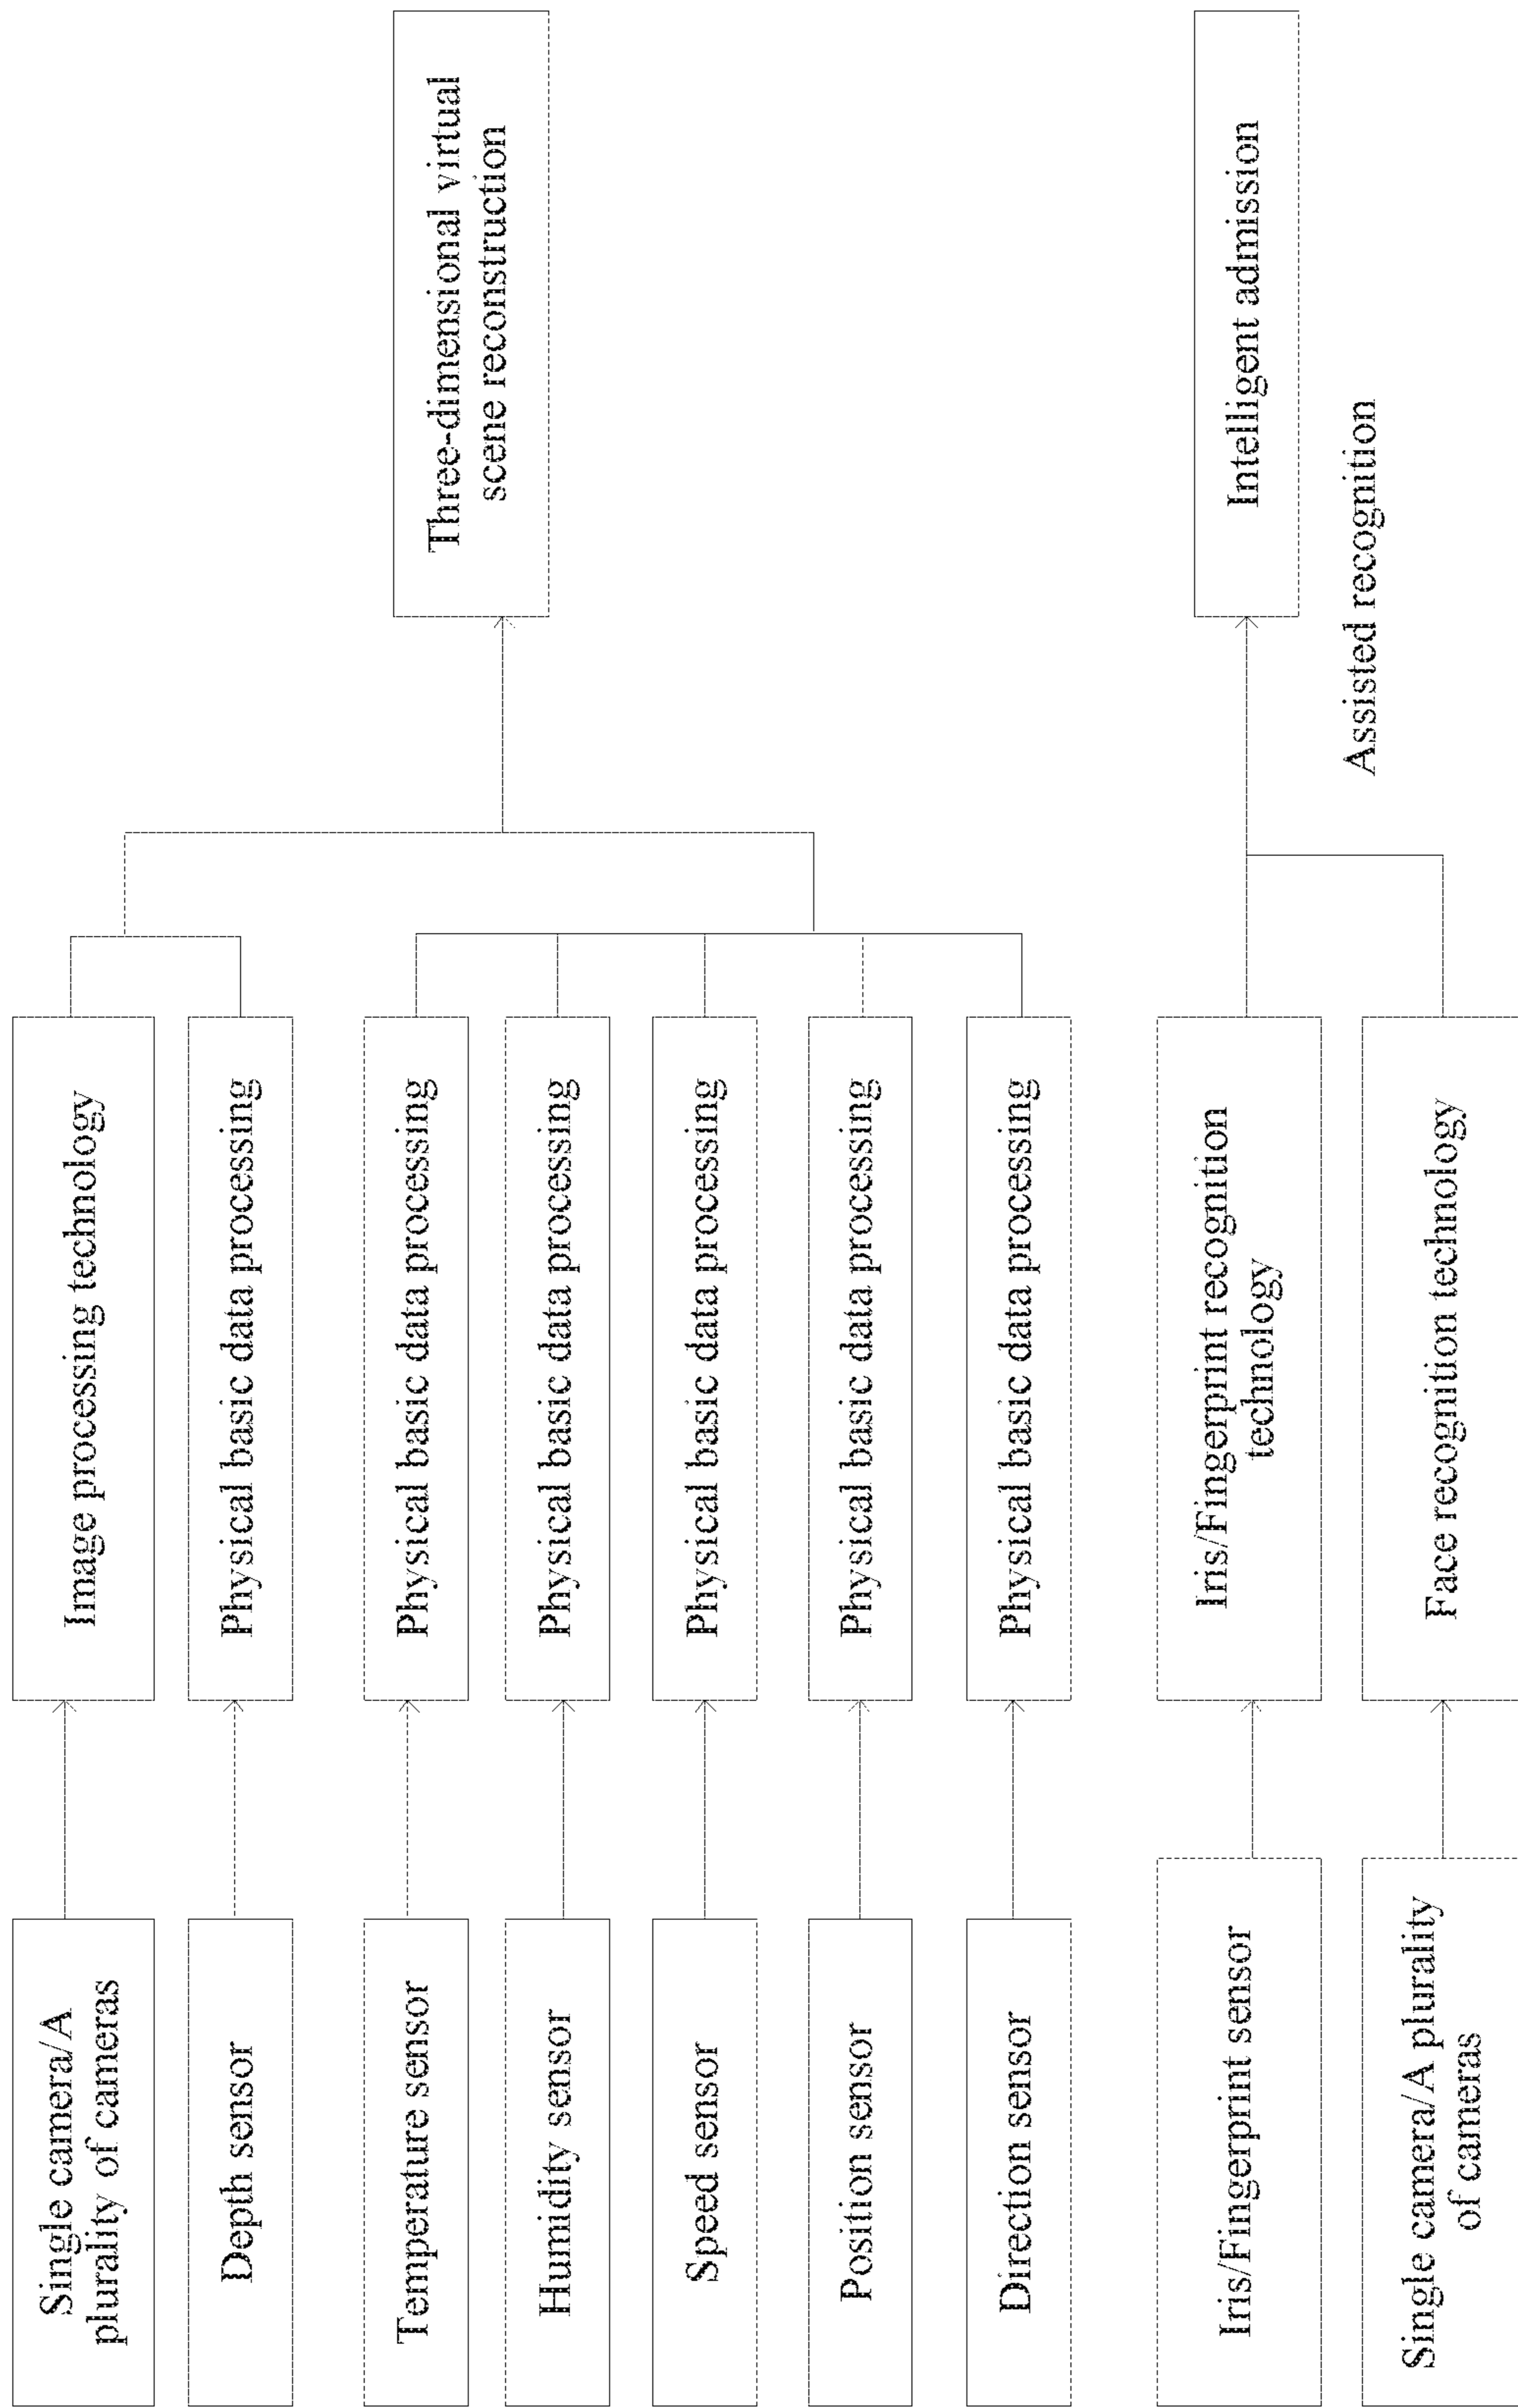 Single camera/A
plurality of cameras
Image processing technology
Depth sensor
Physical basic data processing
Three-dimensional virtual
scene reconstruction
Temperature sensor
Physical basic data processing
Humidity sensor
Physical basic data processing
Speed sensor
Physical basic data processing
Position sensor
Physical basic data processing
Direction sensor
Physical basic data processing
Iris/Fingerprint sensor
Iris/Fingerprint recognition
technology
Intelligent admission
Assisted recognition
Single camera/A plurality
of cameras
Face recognition technology